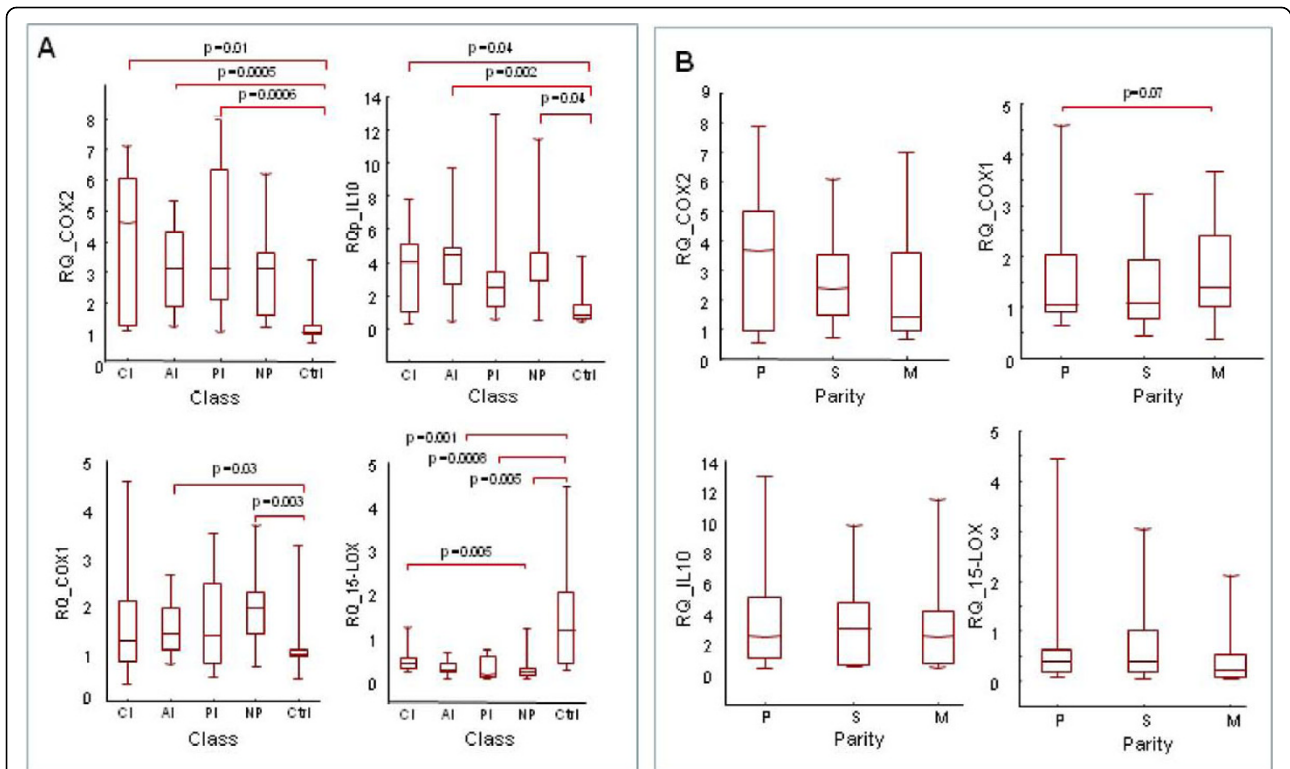 A
p=0.01
p=0.0005
p=0.0006
8
7
6
5
4
3
2
1
0
RQ_COX2
CI AI PI NP Ctrl
Class
p=0.04
p=0.002
p=0.04
14
12
10
8
6
4
2
0
RQp_IL10
CI AI PI NP Ctrl
Class
p=0.03
p=0.003
5
4
3
2
1
0
RQ_COX1
CI AI PI NP Ctrl
Class
p=0.001
p=0.0008
p=0.005
p=0.005
5
4
3
2
1
0
RQ_15-LOX
CI AI PI NP Ctrl
Class
B
9
8
7
6
5
4
3
2
1
0
RQ_COX2
P S M
Parity
p=0.07
5
4
3
2
1
0
RQ_COX1
P S M
Parity
14
12
10
8
6
4
2
0
RQ_IL10
P S M
Parity
5
4
3
2
1
0
RQ_15-LOX
P S M
Parity